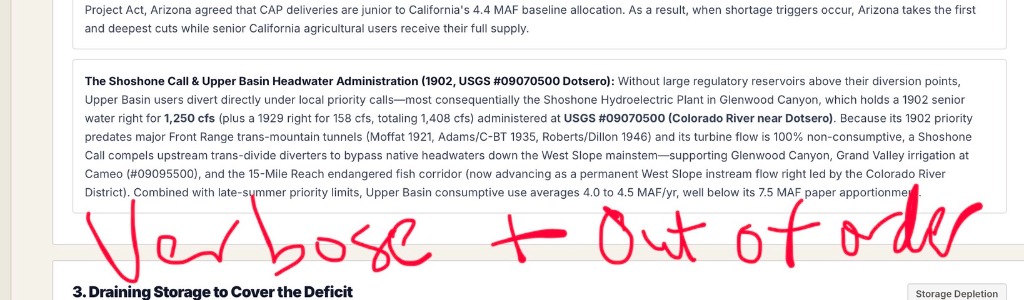 Project Act, Arizona agreed that CAP deliveries are junior to California's 4.4 MAF baseline allocation. As a result, when shortage triggers occur, Arizona takes the first
and deepest cuts while senior California agricultural users receive their full supply.
The Shoshone Call & Upper Basin Headwater Administration (1902, USGS #09070500 Dotsero): Without large regulatory reservoirs above their diversion points,
Upper Basin users divert directly under local priority calls—most consequentially the Shoshone Hydroelectric Plant in Glenwood Canyon, which holds a 1902 senior
water right for 1,250 cfs (plus a 1929 right for 158 cfs, totaling 1,408 cfs) administered at USGS #09070500 (Colorado River near Dotsero). Because its 1902 priority
predates major Front Range trans-mountain tunnels (Moffat 1921, Adams/C-BT 1935, Roberts/Dillon 1946) and its turbine flow is 100% non-consumptive, a Shoshone
Call compels upstream trans-divide diverters to bypass native headwaters down the West Slope mainstem—supporting Glenwood Canyon, Grand Valley irrigation at
Cameo (#09095500), and the 15-Mile Reach endangered fish corridor (now advancing as a permanent West Slope instream flow right led by the Colorado River
District). Combined with late-summer priority limits, Upper Basin consumptive use averages 4.0 to 4.5 MAF/yr, well below its 7.5 MAF paper apportionment.
Verbose + Out of order
3. Draining Storage to Cover the Deficit
Storage Depletion